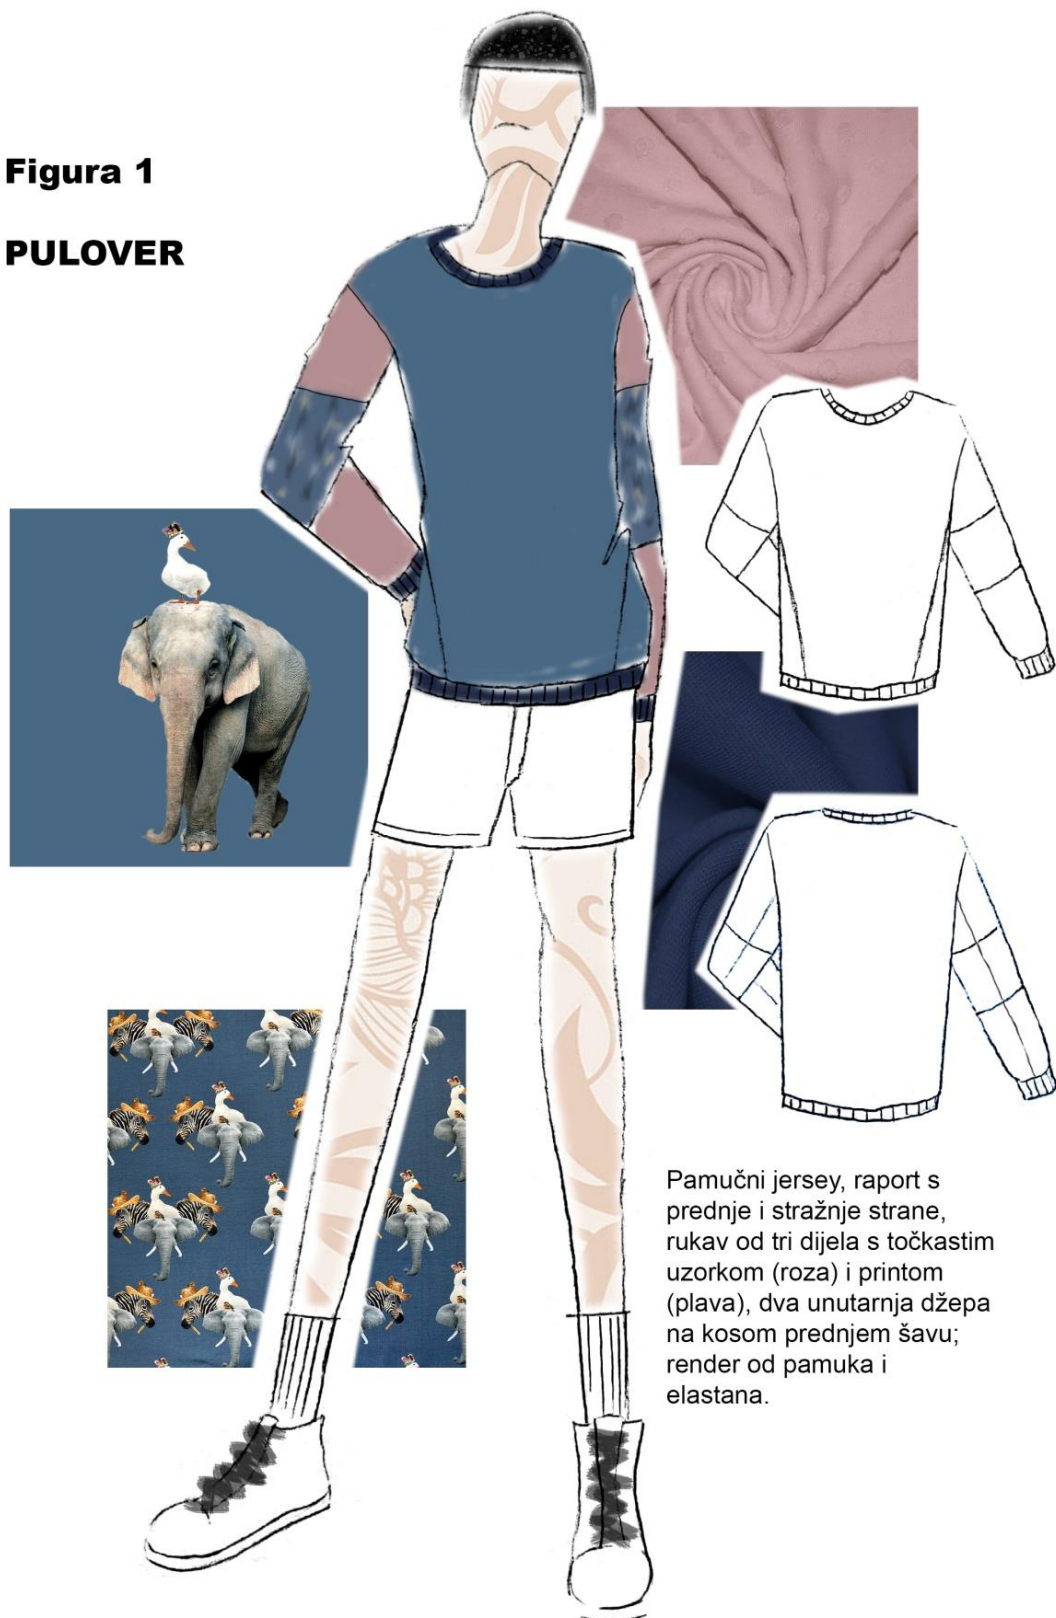 Figura 1
PULOVER
Pamučni jersey, raport s
prednje i stražnje strane,
rukav od tri dijela s točkastim
uzorkom (roza) i printom
(plava), dva unutarnja džepa
na kosom prednjem šavu;
render od pamuka i
elastana.